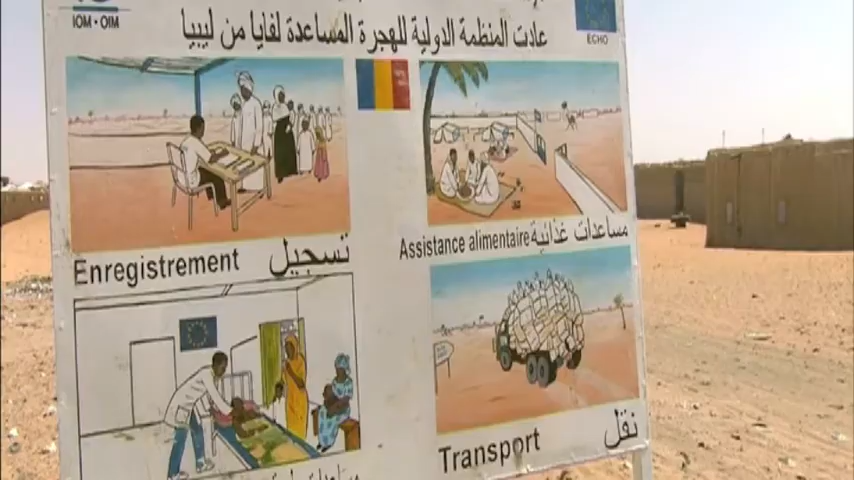 IOM • OIM
ECHO
عادت المنظمة الدولية للهجرة المساعدة لفايا من ليبيا
Enregistrement تسجيل
Assistance alimentaire مساعدات غذائية
Transport نقل